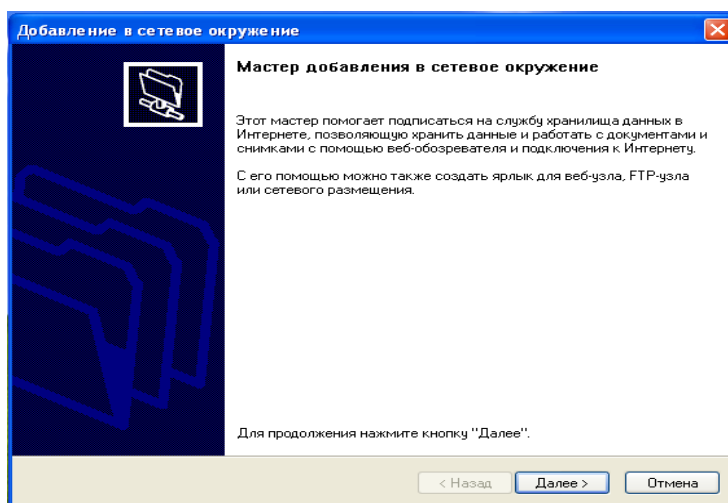 Добавление в сетевое окружение
Мастер добавления в сетевое окружение
Этот мастер помогает подписаться на службу хранилища данных в
Интернете, позволяющую хранить данные и работать с документами и
снимками с помощью веб-обозревателя и подключения к Интернету.
С его помощью можно также создать ярлык для веб-узла, FTP-узла
или сетевого размещения.
Для продолжения нажмите кнопку "Далее".
< Назад
Далее >
Отмена